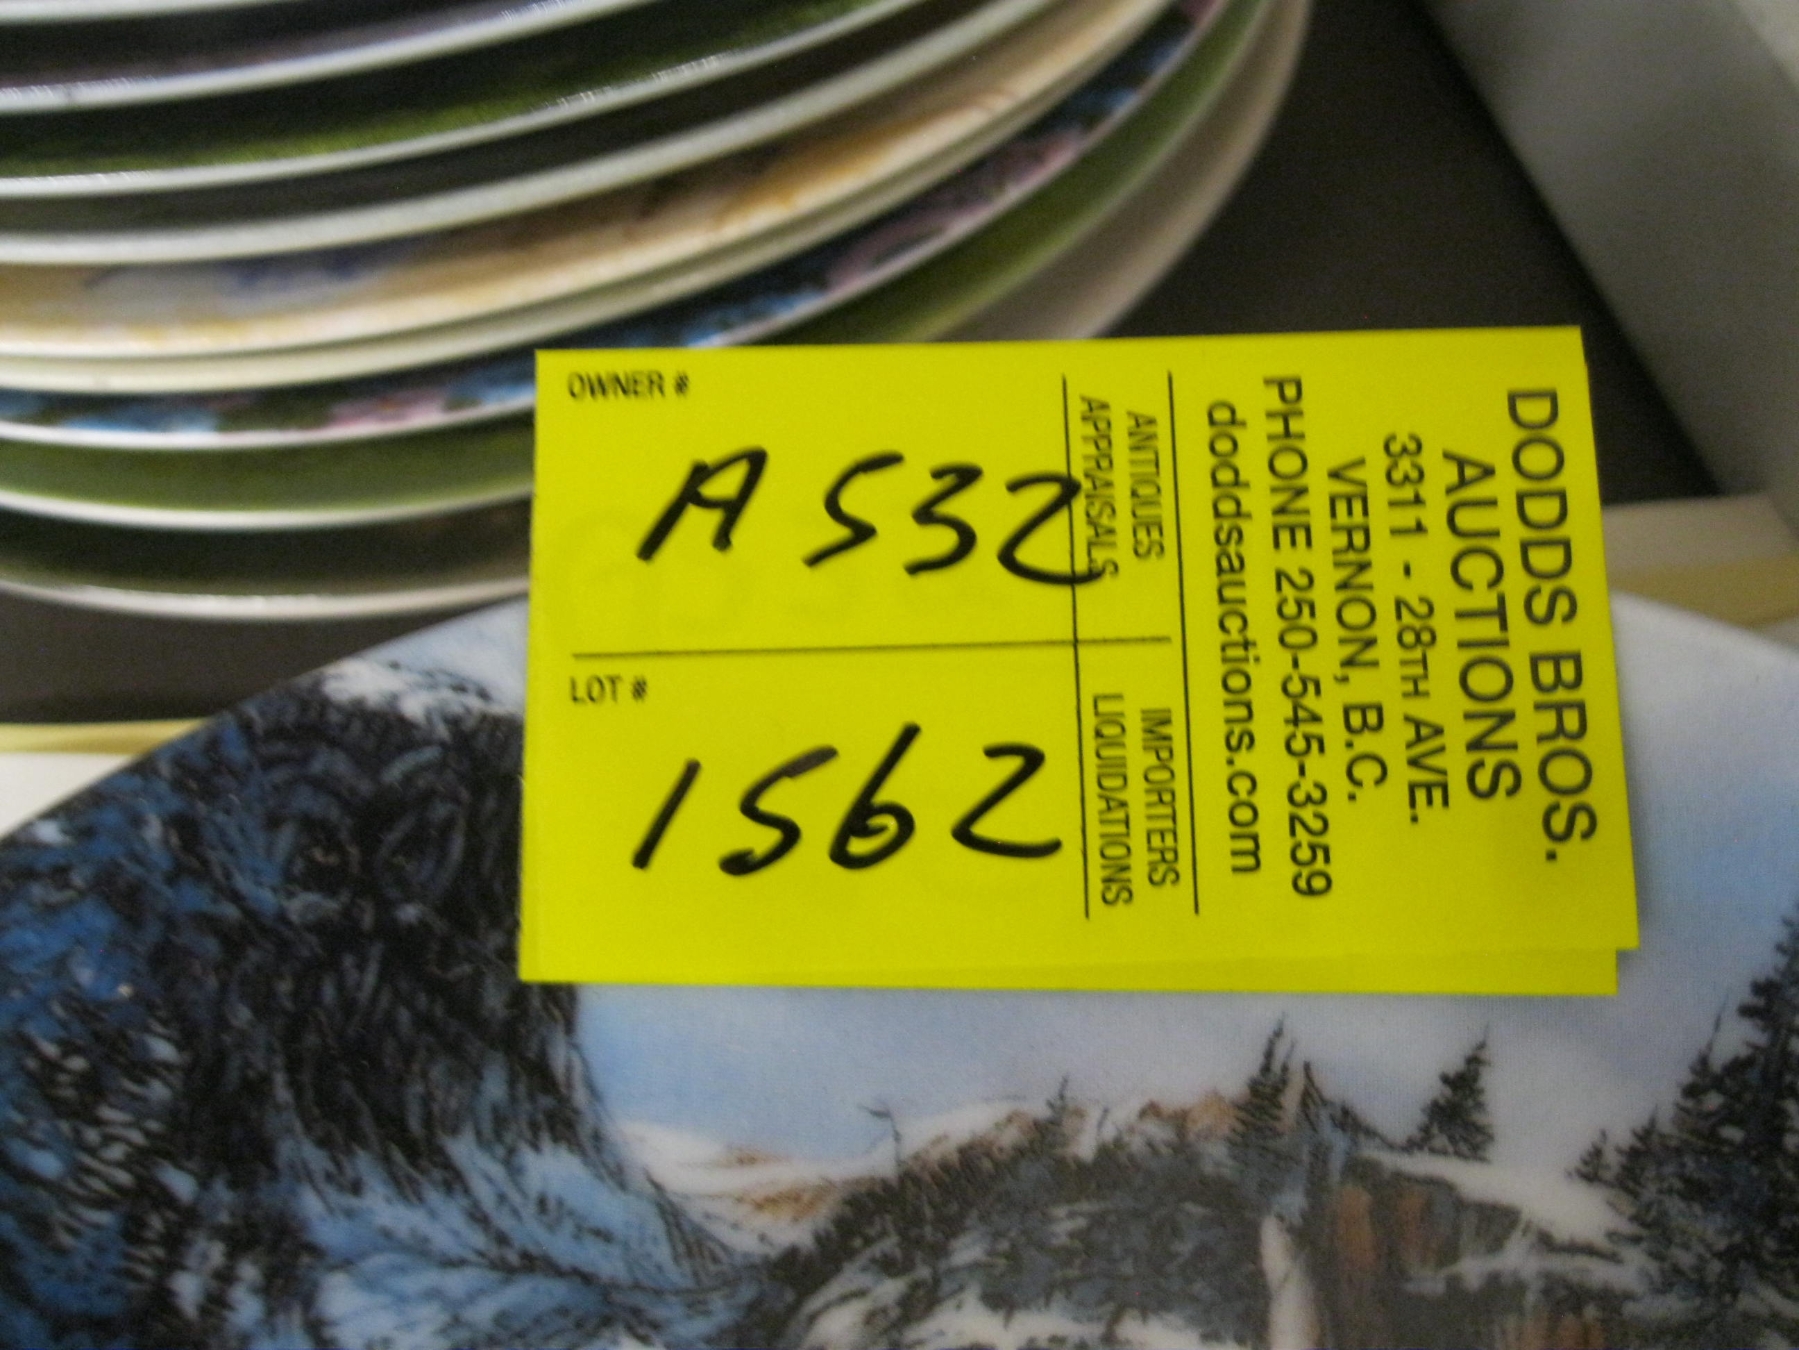 DODDS BROS.
AUCTIONS
3311 - 28TH AVE.
VERNON, B.C.
PHONE 250-545-3259
doddsauctions.com
ANTIQUES IMPORTERS
APPRAISALS LIQUIDATIONS
OWNER #
A 532
LOT #
1562